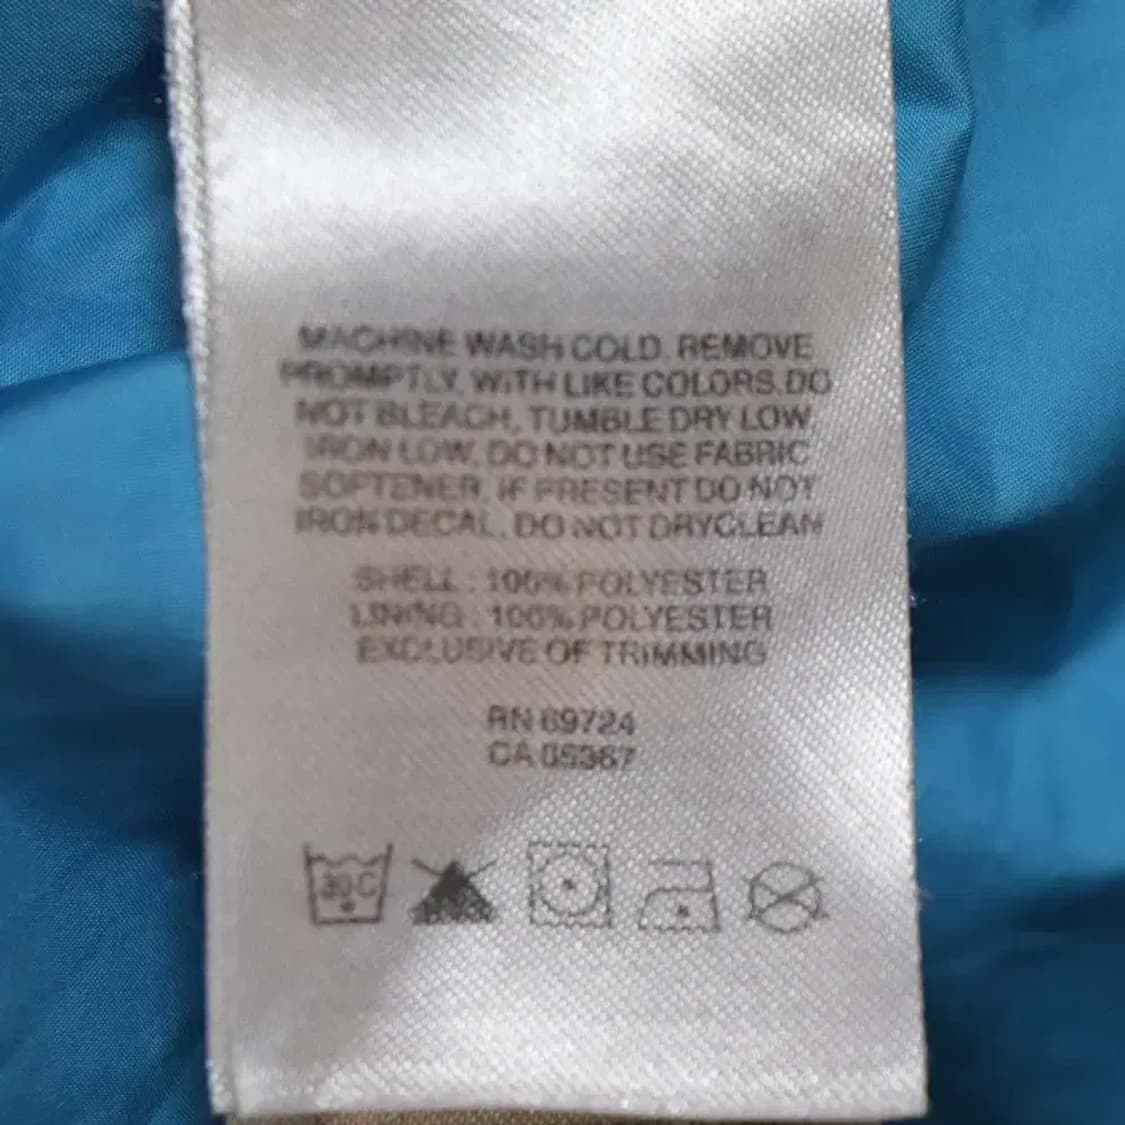 MACHINE WASH COLD. REMOVE
PROMPTLY. WITH LIKE COLORS. DO
NOT BLEACH. TUMBLE DRY LOW
IRON LOW. DO NOT USE FABRIC
SOFTENER. IF PRESENT DO NOT
IRON DECAL. DO NOT DRYCLEAN
SHELL : 100% POLYESTER
LINING : 100% POLYESTER
EXCLUSIVE OF TRIMMING
RN 69724
CA 05367
30C